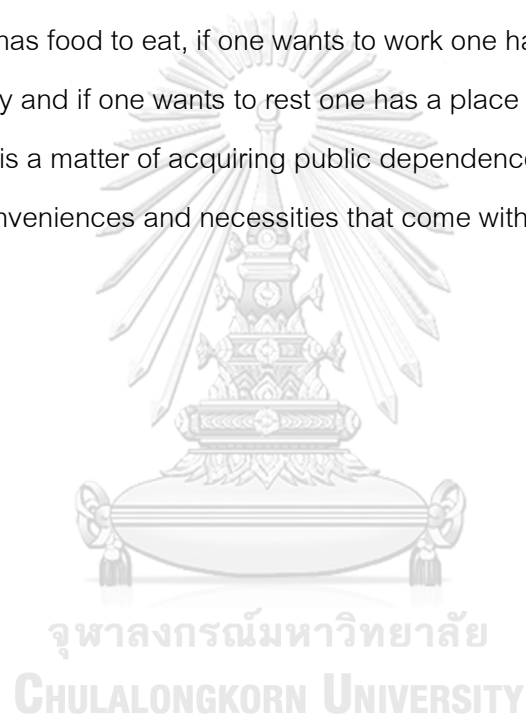 has food to eat, if one wants to work one ha
y and if one wants to rest one has a place
is a matter of acquiring public dependence
nveniences and necessities that come with
จุฬาลงกรณ์มหาวิทยาลัย
CHULALONGKORN UNIVERSITY